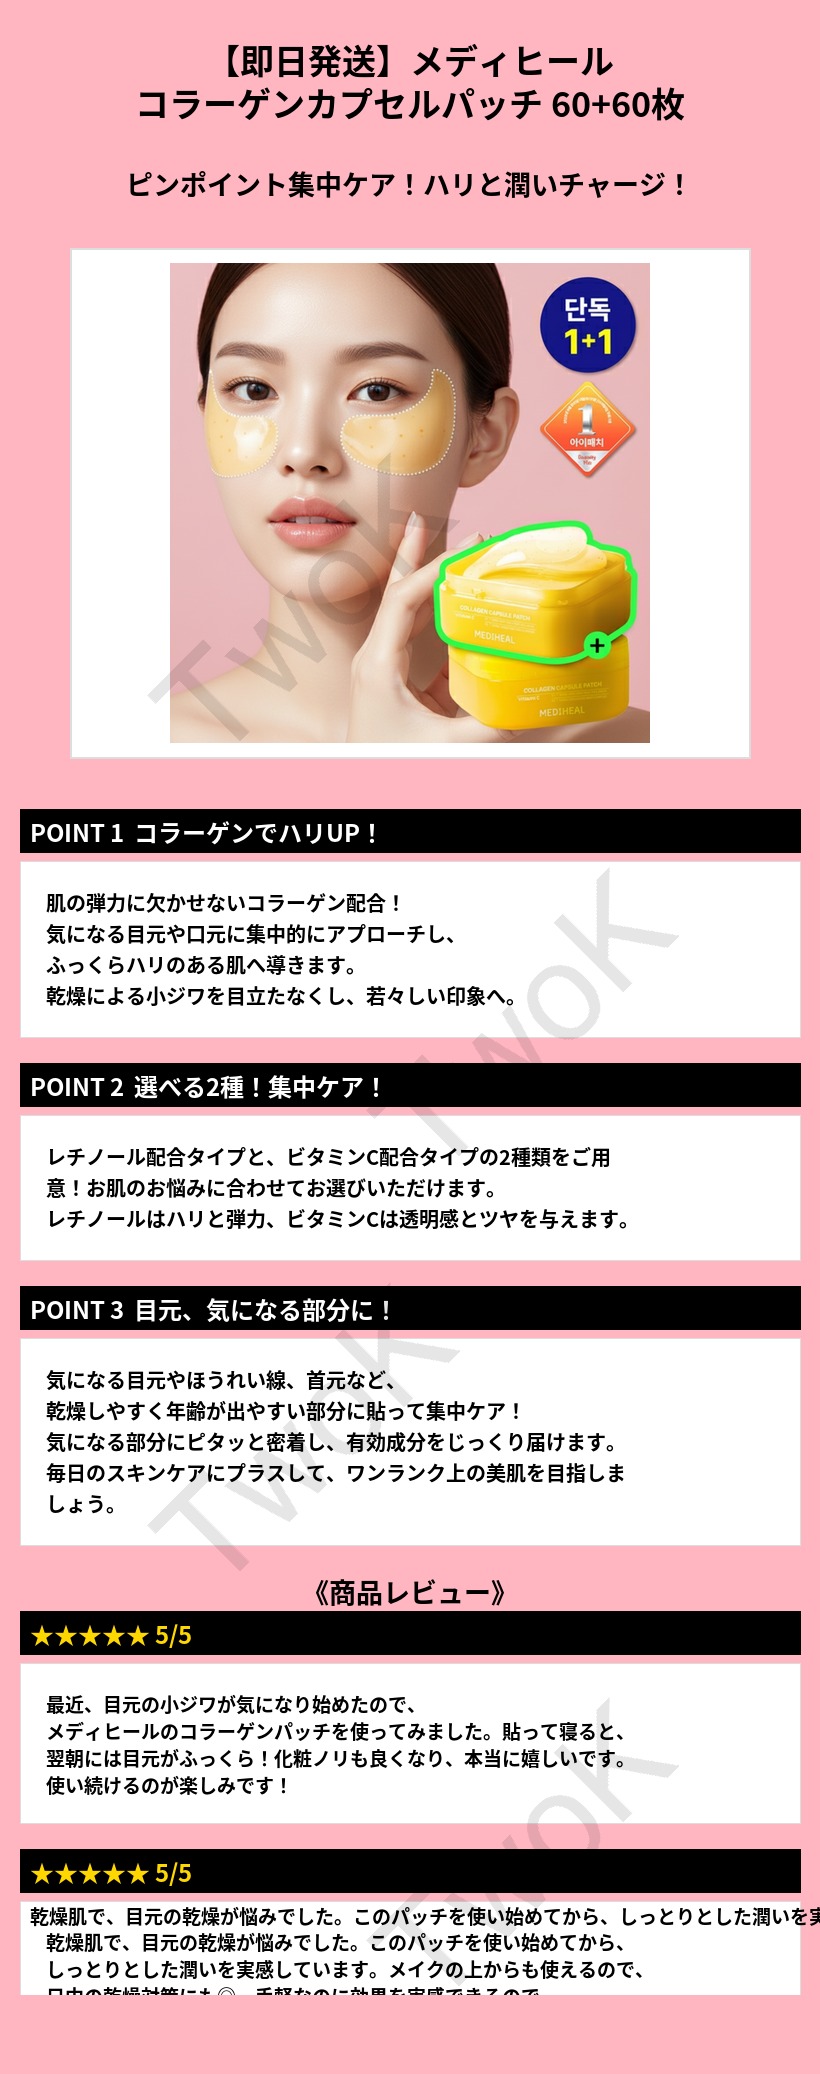 【即日発送】メディヒール
コラーゲンカプセルパッチ 60+60枚
ピンポイント集中ケア！ハリと潤いチャージ！
단독
1+1
1
아이패치
COLLAGEN CAPSULE PATCH
MEDIHEAL
+
COLLAGEN CAPSULE PATCH
MEDIHEAL
TwoK
POINT 1 コラーゲンでハリUP！
肌の弾力に欠かせないコラーゲン配合！
気になる目元や口元に集中的にアプローチし、
ふっくらハリのある肌へ導きます。
乾燥による小ジワを目立たなくし、若々しい印象へ。
TwoK
POINT 2 選べる2種！集中ケア！
レチノール配合タイプと、ビタミンC配合タイプの2種類をご用
意！お肌のお悩みに合わせてお選びいただけます。
レチノールはハリと弾力、ビタミンCは透明感とツヤを与えます。
POINT 3 目元、気になる部分に！
気になる目元やほうれい線、首元など、
乾燥しやすく年齢が出やすい部分に貼って集中ケア！
気になる部分にピタッと密着し、有効成分をじっくり届けます。
毎日のスキンケアにプラスして、ワンランク上の美肌を目指しま
しょう。
TwoK
《商品レビュー》
★★★★★ 5/5
最近、目元の小ジワが気になり始めたので、
メディヒールのコラーゲンパッチを使ってみました。貼って寝ると、
翌朝には目元がふっくら！化粧ノリも良くなり、本当に嬉しいです。
使い続けるのが楽しみです！
TwoK
★★★★★ 5/5
乾燥肌で、目元の乾燥が悩みでした。このパッチを使い始めてから、しっとりとした潤いを実
乾燥肌で、目元の乾燥が悩みでした。このパッチを使い始めてから、
しっとりとした潤いを実感しています。メイクの上からも使えるので、
日中の乾燥対策にも◎。手軽なのに効果を実感できるので、